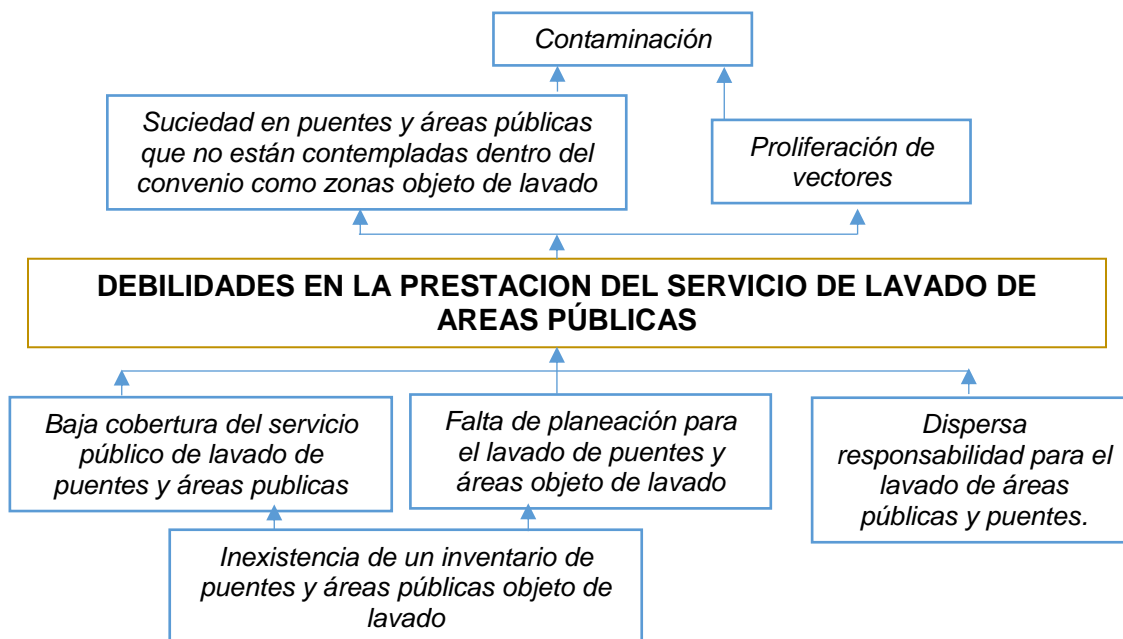 Contaminación
Suciedad en puentes y áreas públicas
que no están contempladas dentro del
convenio como zonas objeto de lavado
Proliferación de
vectores
DEBILIDADES EN LA PRESTACION DEL SERVICIO DE LAVADO DE
AREAS PÚBLICAS
Baja cobertura del servicio
público de lavado de
puentes y áreas publicas
Falta de planeación para
el lavado de puentes y
áreas objeto de lavado
Dispersa
responsabilidad para el
lavado de áreas
públicas y puentes.
Inexistencia de un inventario de
puentes y áreas públicas objeto de
lavado